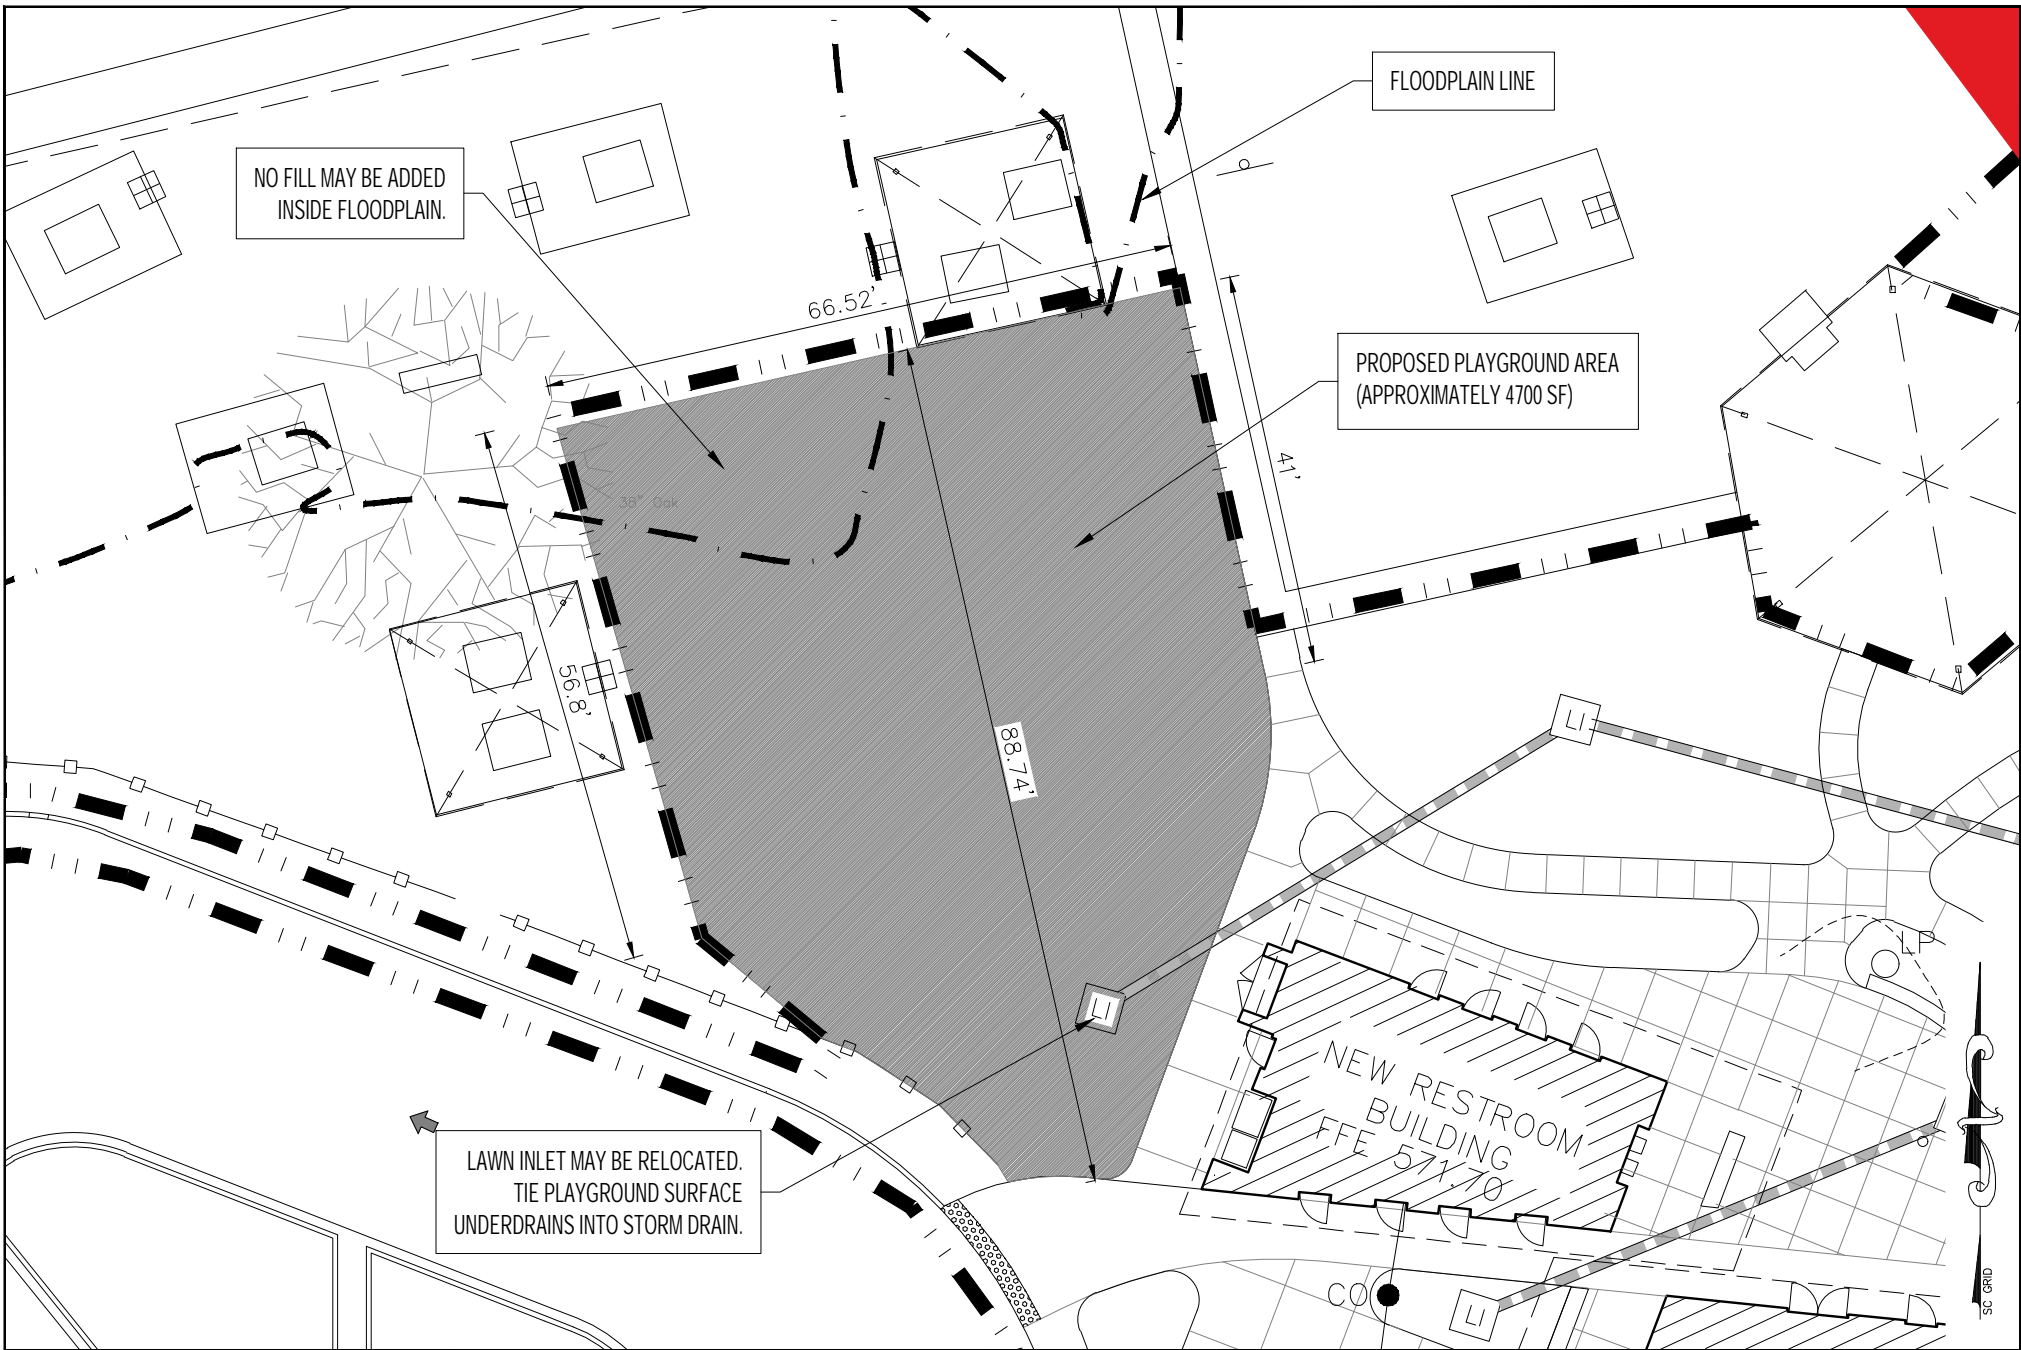 FLOODPLAIN LINE
NO FILL MAY BE ADDED
INSIDE FLOODPLAIN.
66.52'
PROPOSED PLAYGROUND AREA
(APPROXIMATELY 4700 SF)
41'
36" Oak
56.8'
88.74'
LI
LI
LP
NEW RESTROOM
BUILDING
FFE 571.70
LAWN INLET MAY BE RELOCATED.
TIE PLAYGROUND SURFACE
UNDERDRAINS INTO STORM DRAIN.
CO
LI
SC GRID